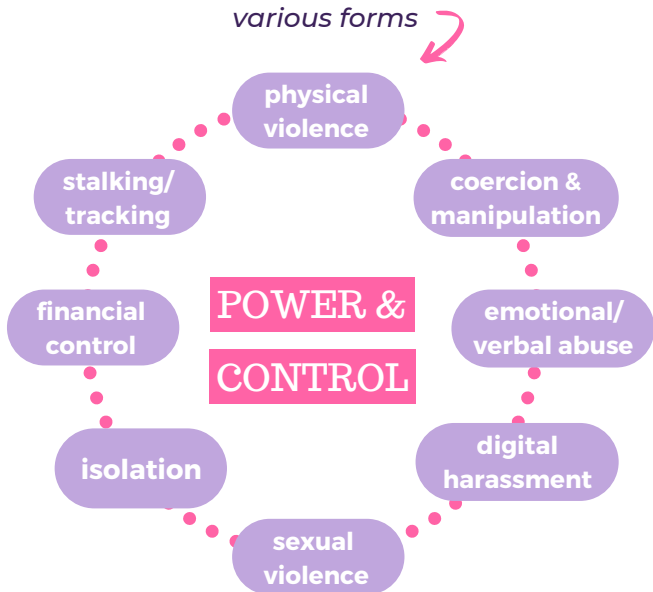 various forms
physical
violence
coercion &
manipulation
emotional/
verbal abuse
digital
harassment
sexual
violence
isolation
financial
control
stalking/
tracking
POWER &
CONTROL